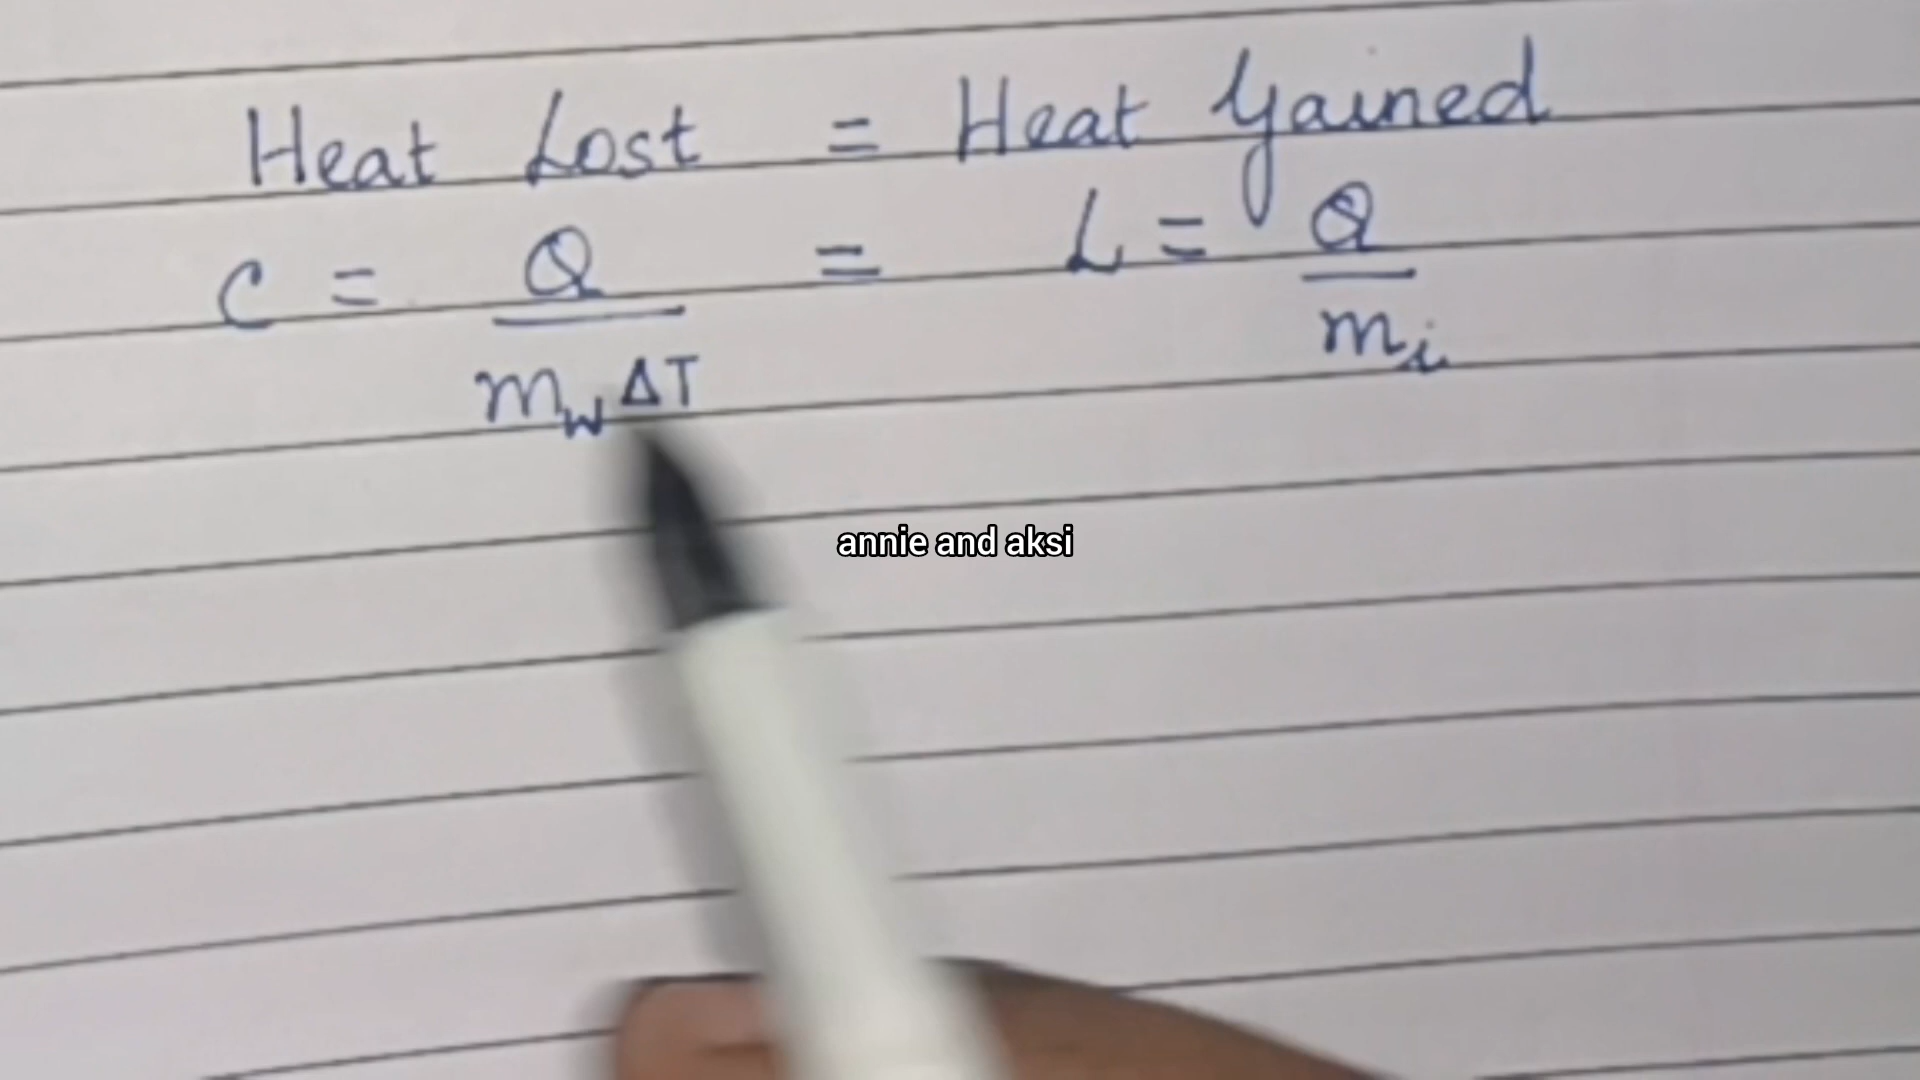 Heat Lost = Heat Gained
C = Q / m_w ΔT = L = Q / m_i
annie and aksi